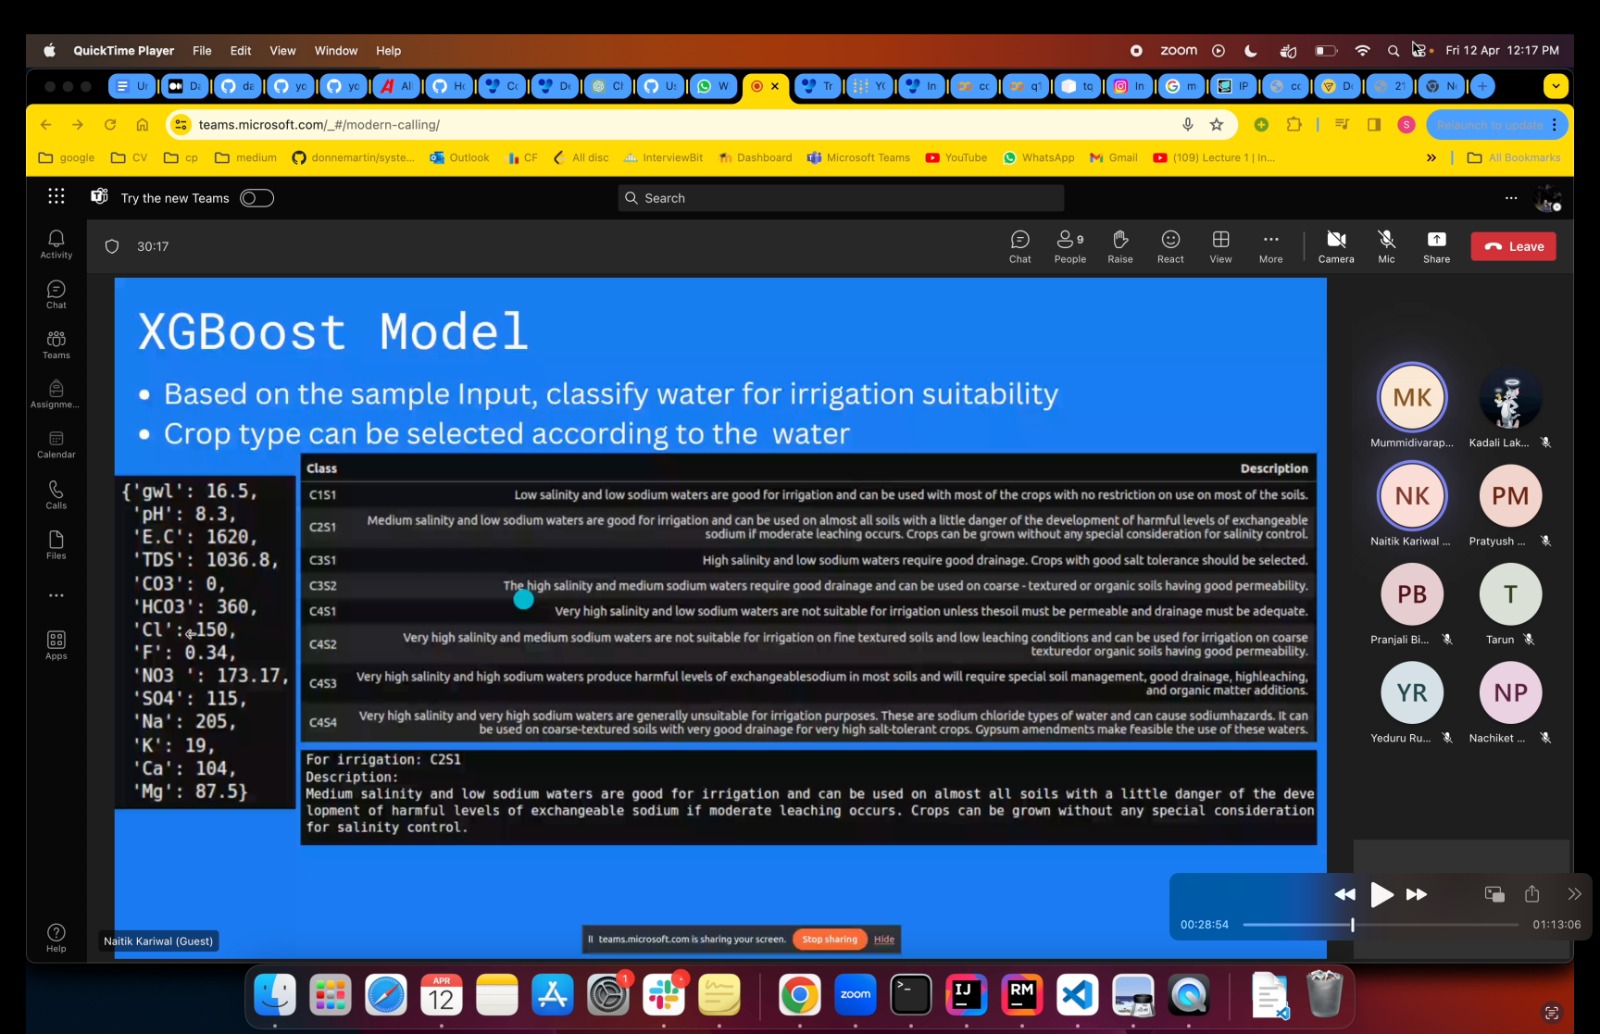 QuickTime Player File Edit View Window Help
zoom Fri 12 Apr 12:17 PM
teams.microsoft.com/_#/modern-calling/
Relaunch to update
google CV cp medium donnemartin/syste... Outlook CF All disc InterviewBit Dashboard Microsoft Teams YouTube WhatsApp Gmail (109) Lecture 1 | In... » All Bookmarks
Try the new Teams
Search
30:17
Chat People 9 Raise React View More Camera Mic Share Leave
Activity
Chat
Teams
Assignme...
Calendar
Calls
Files
Apps
Help
XGBoost Model
• Based on the sample Input, classify water for irrigation suitability
• Crop type can be selected according to the water
{'gwl': 16.5,
'pH': 8.3,
'E.C': 1620,
'TDS': 1036.8,
'CO3': 0,
'HCO3': 360,
'Cl': 150,
'F': 0.34,
'NO3 ': 173.17,
'SO4': 115,
'Na': 205,
'K': 19,
'Ca': 104,
'Mg': 87.5}
Class Description
C1S1 Low salinity and low sodium waters are good for irrigation and can be used with most of the crops with no restriction on use on most of the soils.
C2S1 Medium salinity and low sodium waters are good for irrigation and can be used on almost all soils with a little danger of the development of harmful levels of exchangeable
sodium if moderate leaching occurs. Crops can be grown without any special consideration for salinity control.
C3S1 High salinity and low sodium waters require good drainage. Crops with good salt tolerance should be selected.
C3S2 The high salinity and medium sodium waters require good drainage and can be used on coarse - textured or organic soils having good permeability.
C4S1 Very high salinity and low sodium waters are not suitable for irrigation unless thesoil must be permeable and drainage must be adequate.
C4S2 Very high salinity and medium sodium waters are not suitable for irrigation on fine textured soils and low leaching conditions and can be used for irrigation on coarse
texturedor organic soils having good permeability.
C4S3 Very high salinity and high sodium waters produce harmful levels of exchangeablesodium in most soils and will require special soil management, good drainage, highleaching,
and organic matter additions.
C4S4 Very high salinity and very high sodium waters are generally unsuitable for irrigation purposes. These are sodium chloride types of water and can cause sodiumhazards. It can
be used on coarse-textured soils with very good drainage for very high salt-tolerant crops. Gypsum amendments make feasible the use of these waters.
For irrigation: C2S1
Description:
Medium salinity and low sodium waters are good for irrigation and can be used on almost all soils with a little danger of the deve
lopment of harmful levels of exchangeable sodium if moderate leaching occurs. Crops can be grown without any special consideration
for salinity control.
MK
Mummidivarap... Kadali Lak...
NK PM
Naitik Kariwal ... Pratyush ...
PB T
Pranjali Bi... Tarun
YR NP
Yeduru Ru... Nachiket ...
00:28:54 01:13:06
Naitik Kariwal (Guest)
teams.microsoft.com is sharing your screen. Stop sharing Hide
APR
12
1
zoom
IJ
RM